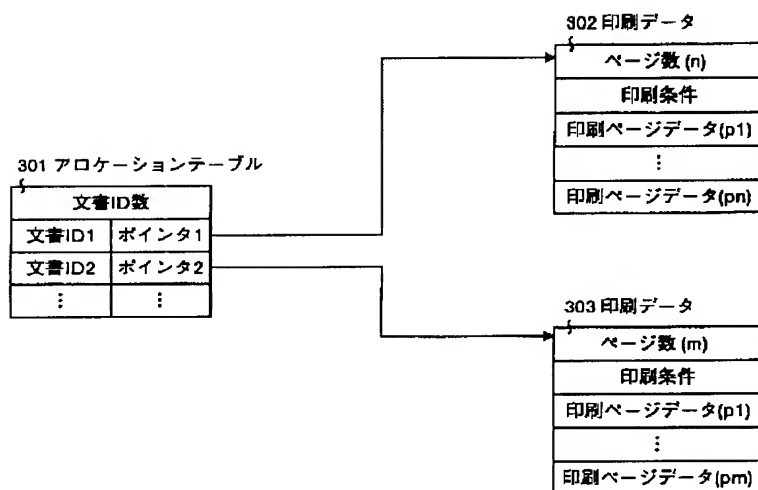 301 アロケーションテーブル
文書ID数
文書ID1 ポインタ1
文書ID2 ポインタ2
⋮ ⋮
302 印刷データ
ページ数 (n)
印刷条件
印刷ページデータ(p1)
⋮
印刷ページデータ(pn)
303 印刷データ
ページ数 (m)
印刷条件
印刷ページデータ(p1)
⋮
印刷ページデータ(pm)